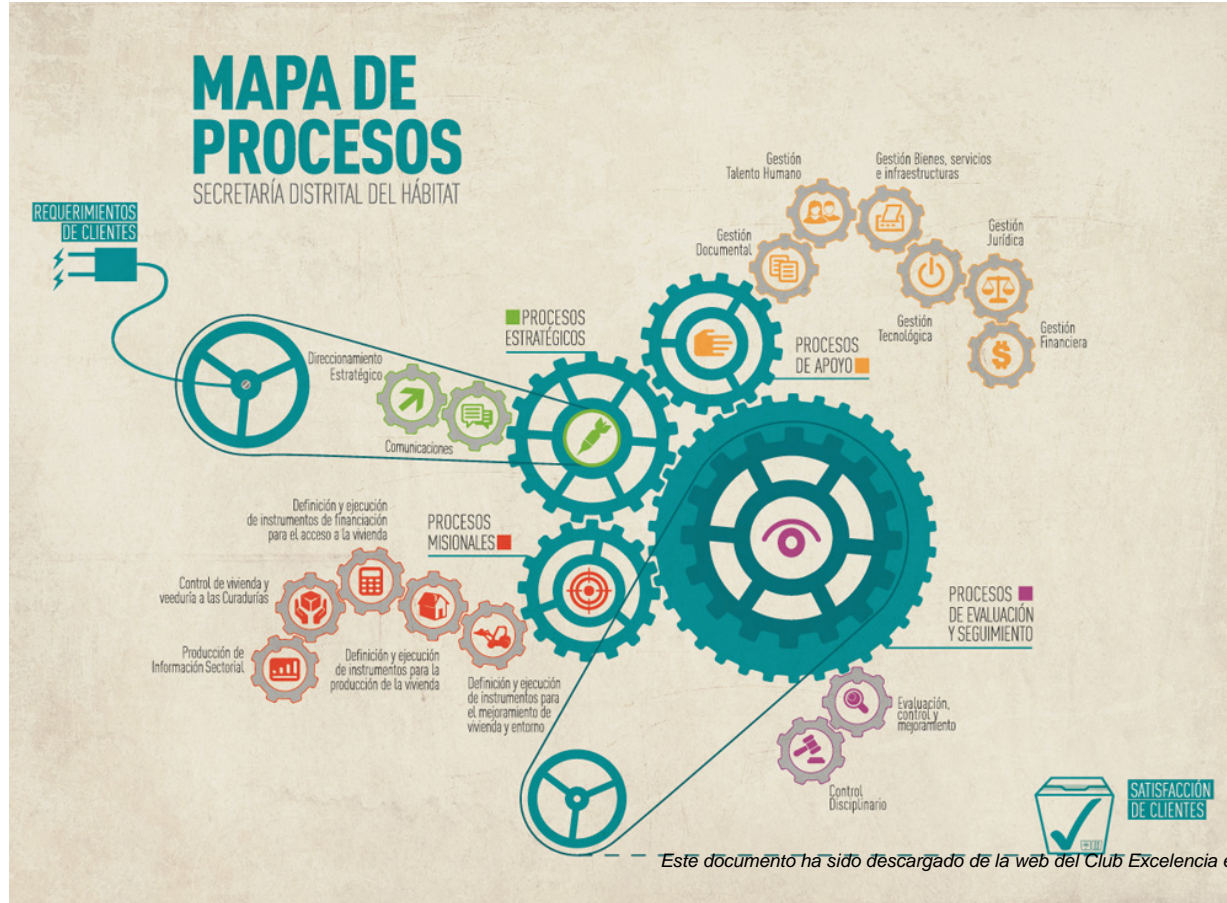 MAPA DE
PROCESOS
SECRETARÍA DISTRITAL DEL HÁBITAT
REQUERIMIENTOS
DE CLIENTES
Gestión
Talento Humano
Gestión Bienes, servicios
e infraestructuras
Gestión
Documental
Gestión
Jurídica
Gestión
Tecnológica
Gestión
Financiera
PROCESOS
ESTRATÉGICOS
PROCESOS
DE APOYO
Direccionamiento
Estratégico
Comunicaciones
Definición y ejecución
de instrumentos de financiación
para el acceso a la vivienda
PROCESOS
MISIONALES
Control de vivienda y
veeduría a las Curadurías
Producción de
Información Sectorial
Definición y ejecución
de instrumentos para la
producción de la vivienda
Definición y ejecución
de instrumentos para
el mejoramiento de
vivienda y entorno
PROCESOS
DE EVALUACIÓN
Y SEGUIMIENTO
Evaluación,
control y
mejoramiento
Control
Disciplinario
SATISFACCIÓN
DE CLIENTES
Este documento ha sido descargado de la web del Club Excelencia e